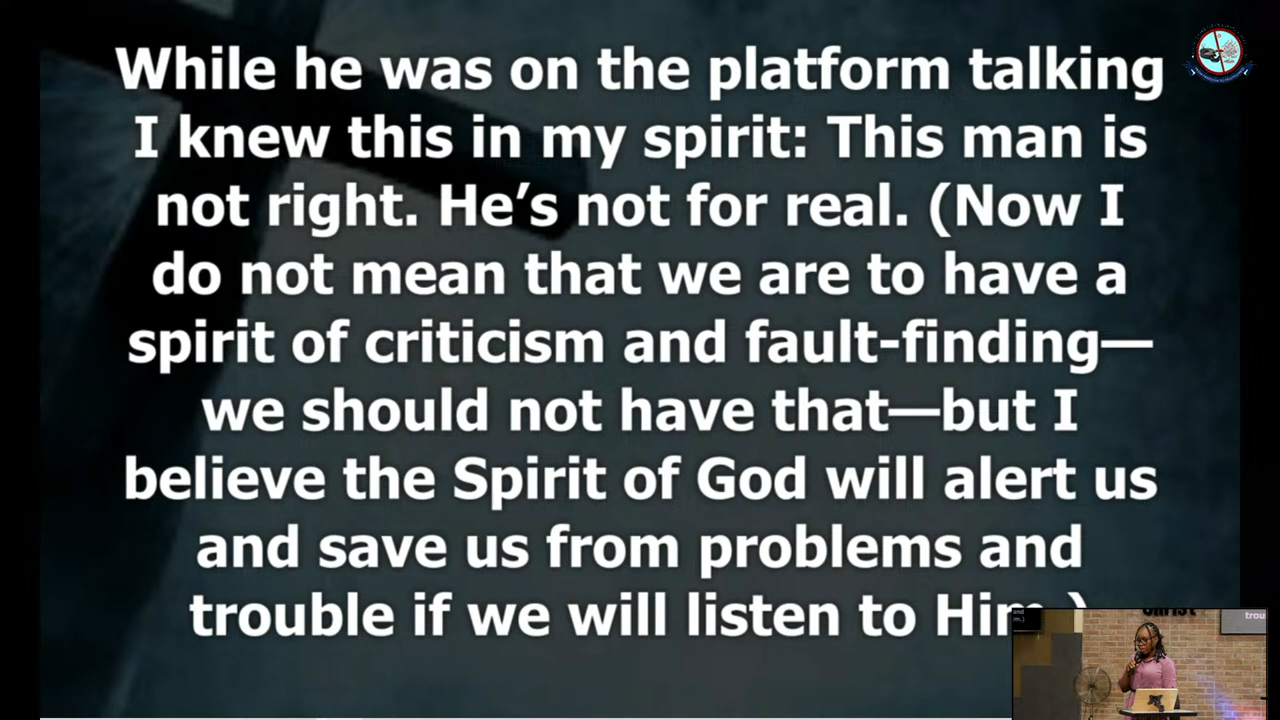 While he was on the platform talking
I knew this in my spirit: This man is
not right. He’s not for real. (Now I
do not mean that we are to have a
spirit of criticism and fault-finding—
we should not have that—but I
believe the Spirit of God will alert us
and save us from problems and
trouble if we will listen to Him.)
Christ
trou